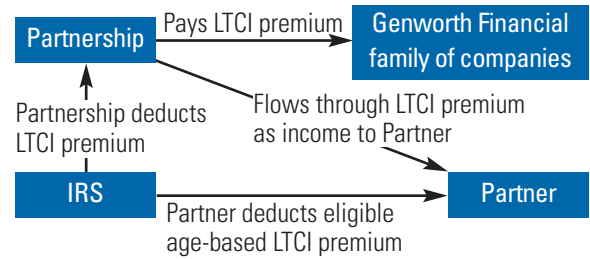 Partnership
Pays LTCI premium
Genworth Financial
family of companies
Partnership deducts
LTCI premium
Flows through LTCI premium
as income to Partner
IRS
Partner deducts eligible
age-based LTCI premium
Partner